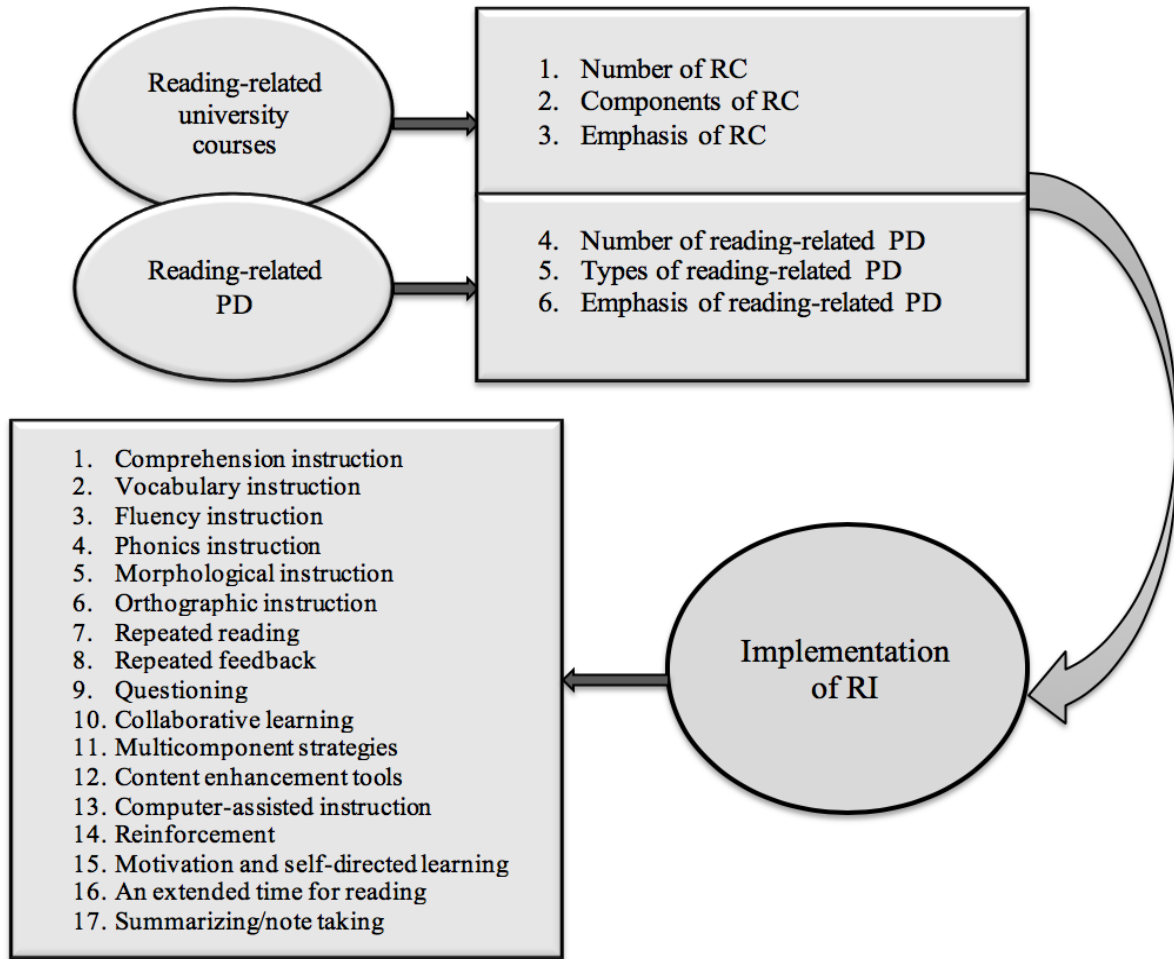 Reading-related
university
courses
1. Number of RC
2. Components of RC
3. Emphasis of RC
Reading-related
PD
4. Number of reading-related PD
5. Types of reading-related PD
6. Emphasis of reading-related PD
1. Comprehension instruction
2. Vocabulary instruction
3. Fluency instruction
4. Phonics instruction
5. Morphological instruction
6. Orthographic instruction
7. Repeated reading
8. Repeated feedback
9. Questioning
10. Collaborative learning
11. Multicomponent strategies
12. Content enhancement tools
13. Computer-assisted instruction
14. Reinforcement
15. Motivation and self-directed learning
16. An extended time for reading
17. Summarizing/note taking
Implementation
of RI